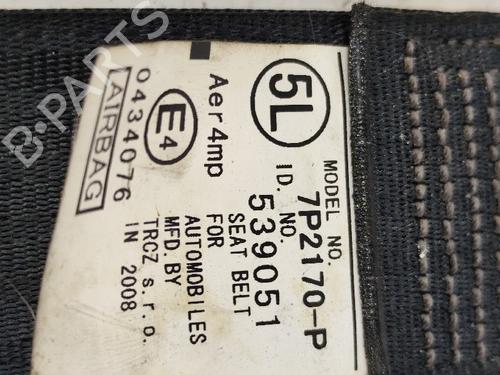 5L
MODEL NO.
7P2170-P
ID. NO.
539051
Aer4mp
SEAT BELT
FOR
AUTOMOBILES
E4
MFD.BY
TRCZ s.r.o.
IN 2008
0434076
AIRBAG
B-PARTS